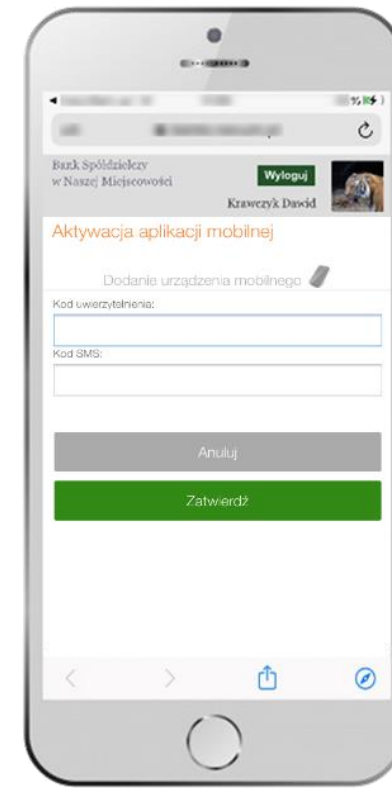 Bank Spółdzielczy
w Naszej Miejscowości
Wyloguj
Krawczyk Dawid
Aktywacja aplikacji mobilnej
Dodanie urządzenia mobilnego
Kod uwierzytelnienia:
Kod SMS:
Anuluj
Zatwierdź